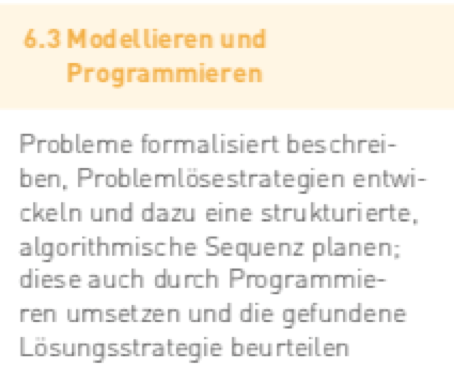 6.3 Modellieren und
Programmieren
Probleme formalisiert beschrei-
ben, Problemlösestrategien entwi-
ckeln und dazu eine strukturierte,
algorithmische Sequenz planen;
diese auch durch Programmie-
ren umsetzen und die gefundene
Lösungsstrategie beurteilen